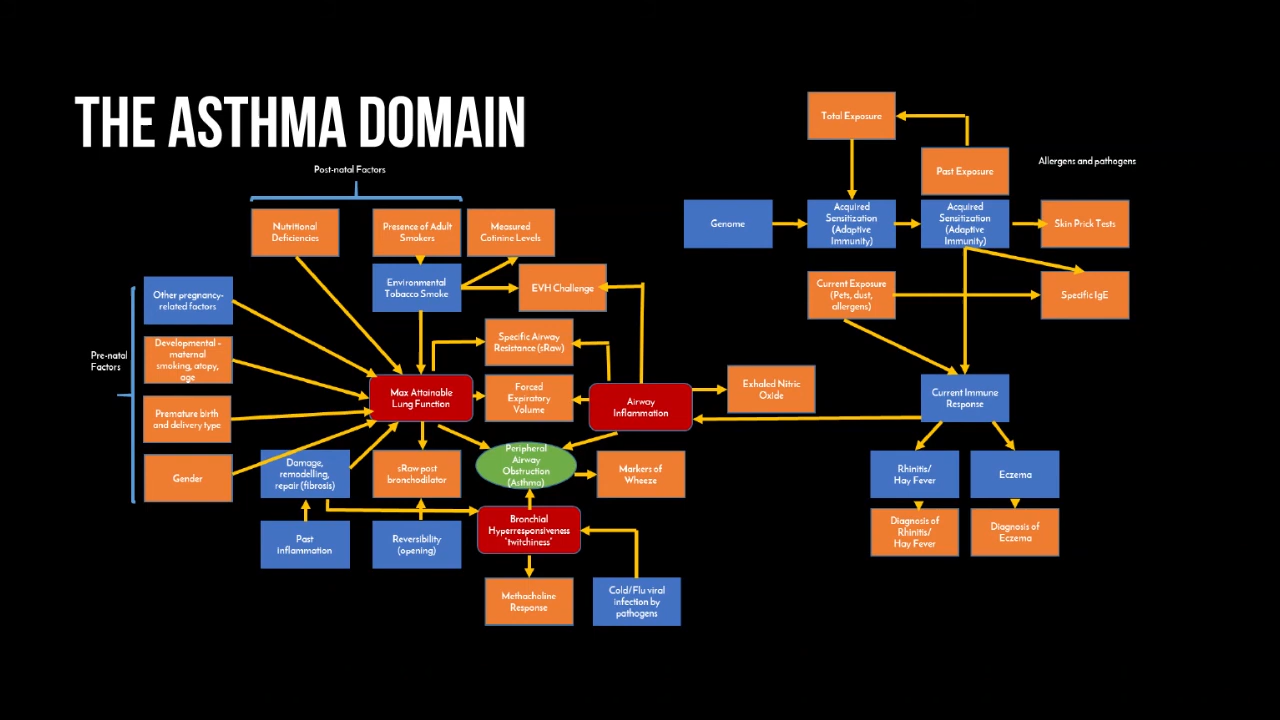 THE ASTHMA DOMAIN
Post-natal Factors
Nutritional
Deficiencies
Presence of Adult
Smokers
Measured
Cotinine Levels
Environmental
Tobacco Smoke
EVH Challenge
Pre-natal
Factors
Other pregnancy-
related factors
Developmental –
maternal
smoking, atopy,
age
Premature birth
and delivery type
Gender
Specific Airway
Resistance (sRaw)
Max Attainable
Lung Function
Forced
Expiratory
Volume
Airway
Inflammation
Exhaled Nitric
Oxide
Damage,
remodelling,
repair (fibrosis)
sRaw post
bronchodilator
Peripheral
Airway
Obstruction
(Asthma)
Markers of
Wheeze
Past
inflammation
Reversibility
(opening)
Bronchial
Hyperresponsiveness
"twitchiness"
Methacholine
Response
Cold/Flu viral
infection by
pathogens
Total Exposure
Past Exposure
Allergens and pathogens
Genome
Acquired
Sensitization
(Adaptive
Immunity)
Acquired
Sensitization
(Adaptive
Immunity)
Skin Prick Tests
Current Exposure
(Pets, dust,
allergens)
Specific IgE
Current Immune
Response
Rhinitis/
Hay Fever
Eczema
Diagnosis of
Rhinitis/
Hay Fever
Diagnosis of
Eczema